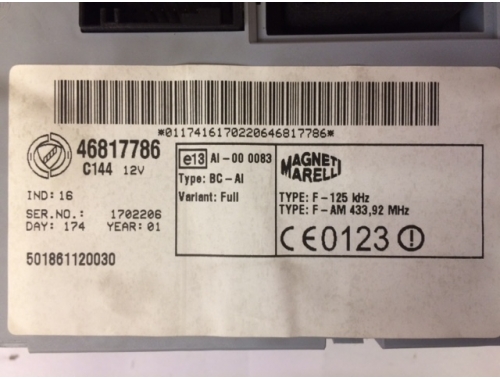 *0117416170220646817786*
46817786
C144 12V
IND: 16
SER.NO.: 1702206
DAY: 174 YEAR: 01
501861120030
e13 AI-00 0083
Type: BC-AI
Variant: Full
MAGNETI
MARELLI
TYPE: F-125 kHz
TYPE: F-AM 433,92 MHz
CE0123